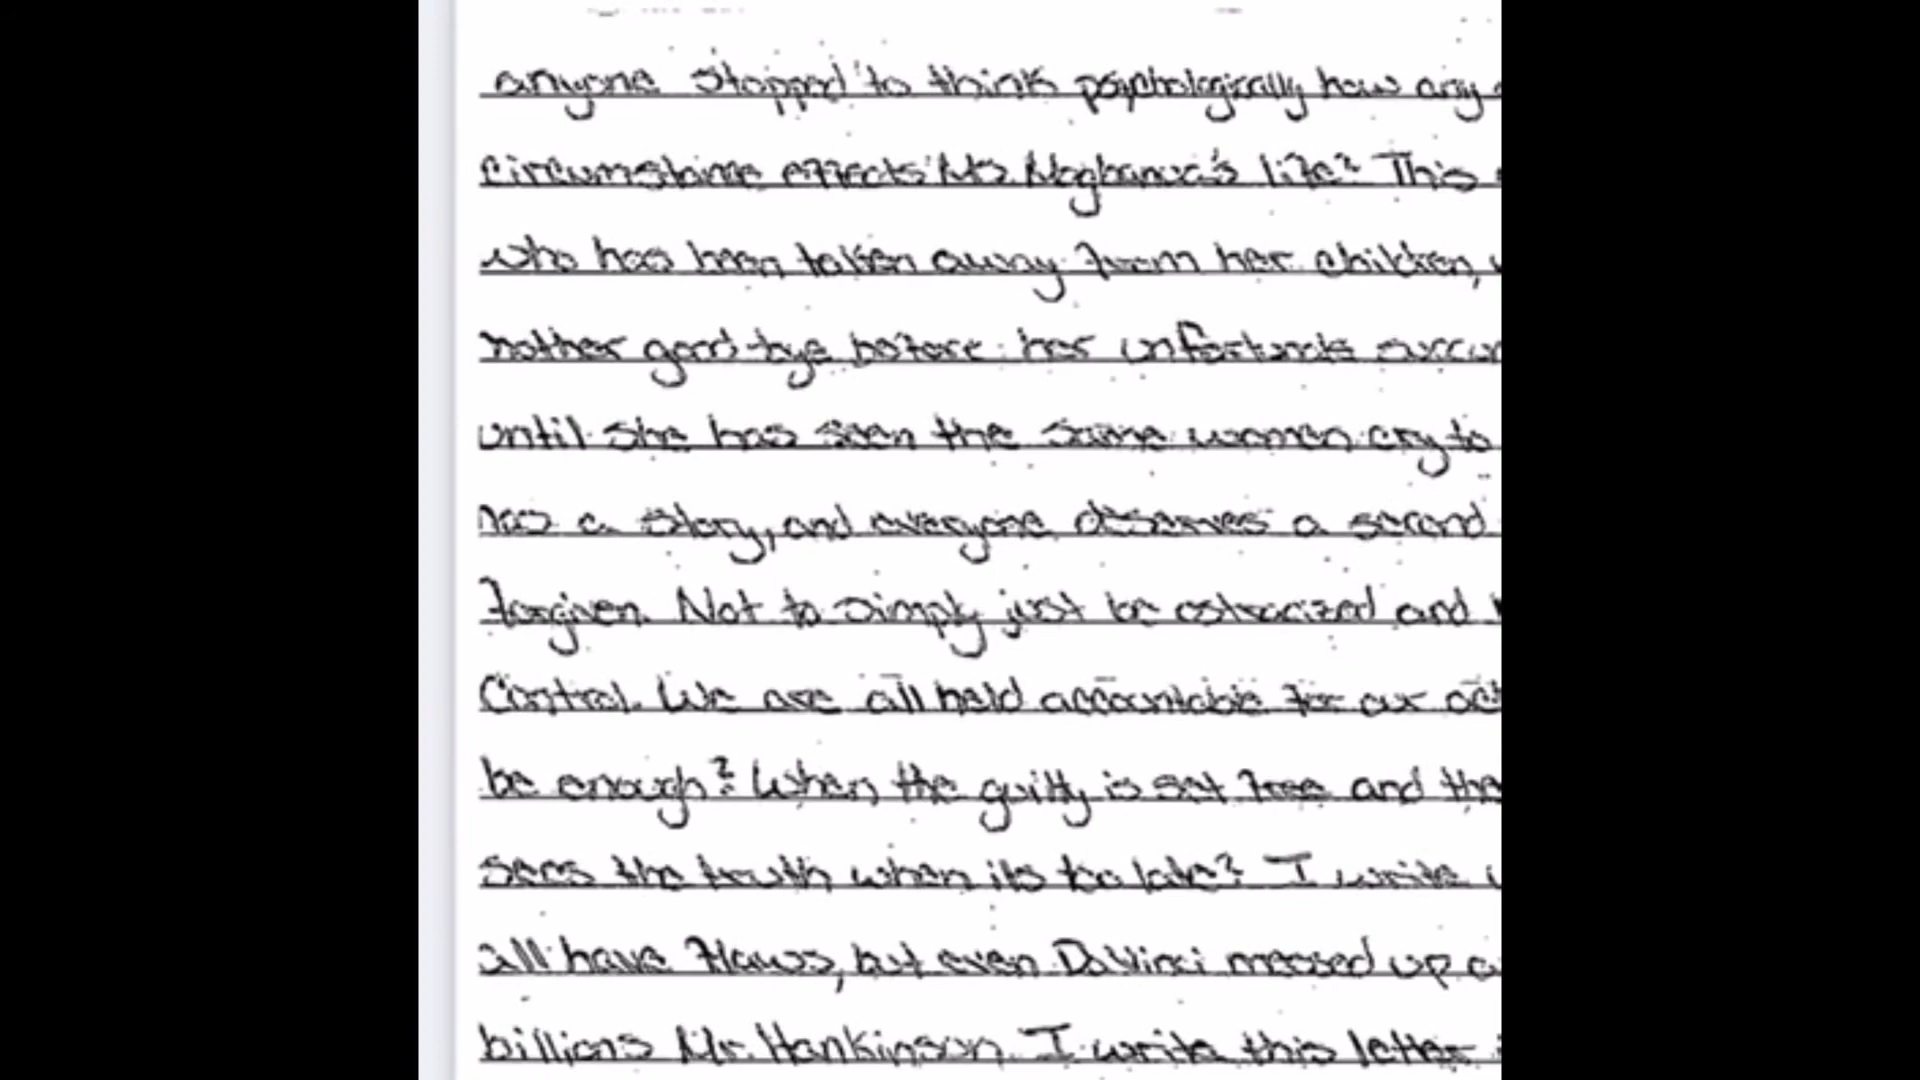 anyone stopped to think psychologically how any
circumstance effects Ms. Magbanua's life? This
who has been taken away from her children,
mother good-bye before her unfortunate
until she has seen the same women cry to
has a story, and everyone deserves a second
forgiven. Not to simply just be ostracized and
Control. We are all held accountable for our
be enough? When the guilty is set free and the
sees the truth when its too late? I write
all have flaws, but even DaVinci messed up a
billions Mr. Hankinson. I write this letter